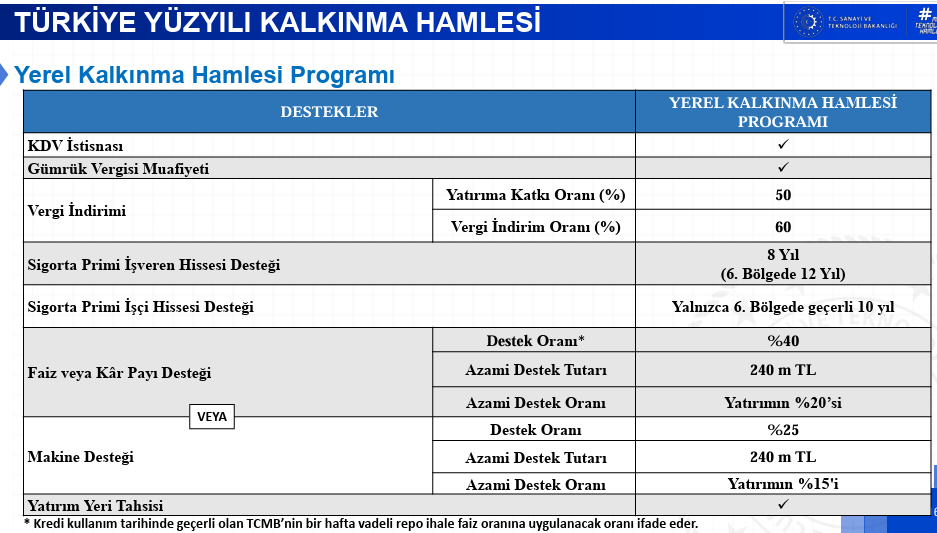 TÜRKİYE YÜZYILI KALKINMA HAMLESİ
T.C. SANAYİ VE
TEKNOLOJİ BAKANLIĞI
#
Yerel Kalkınma Hamlesi Programı
DESTEKLER
YEREL KALKINMA HAMLESİ
PROGRAMI
KDV İstisnası
✓
Gümrük Vergisi Muafiyeti
✓
Vergi İndirimi
Yatırıma Katkı Oranı (%)
50
Vergi İndirim Oranı (%)
60
Sigorta Primi İşveren Hissesi Desteği
8 Yıl
(6. Bölgede 12 Yıl)
Sigorta Primi İşçi Hissesi Desteği
Yalnızca 6. Bölgede geçerli 10 yıl
Faiz veya Kâr Payı Desteği
Destek Oranı*
%40
Azami Destek Tutarı
240 m TL
Azami Destek Oranı
Yatırımın %20’si
VEYA
Makine Desteği
Destek Oranı
%25
Azami Destek Tutarı
240 m TL
Azami Destek Oranı
Yatırımın %15'i
Yatırım Yeri Tahsisi
✓
* Kredi kullanım tarihinde geçerli olan TCMB’nin bir hafta vadeli repo ihale faiz oranına uygulanacak oranı ifade eder.